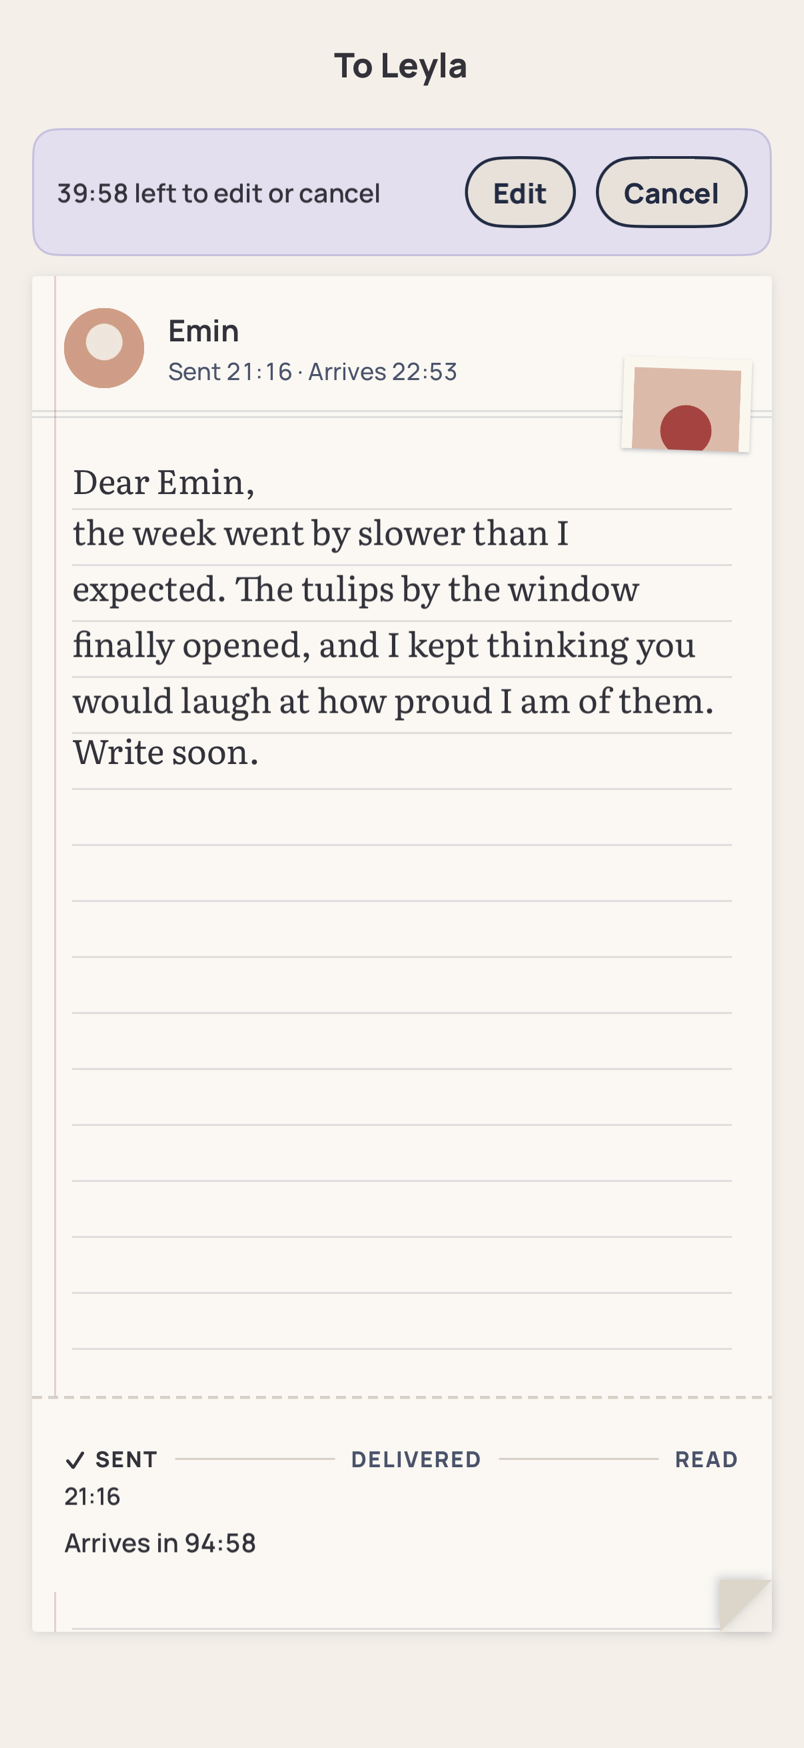 To Leyla
39:58 left to edit or cancel
Edit
Cancel
Emin
Sent 21:16 · Arrives 22:53
Dear Emin,
the week went by slower than I
expected. The tulips by the window
finally opened, and I kept thinking you
would laugh at how proud I am of them.
Write soon.
✓ SENT
DELIVERED
READ
21:16
Arrives in 94:58